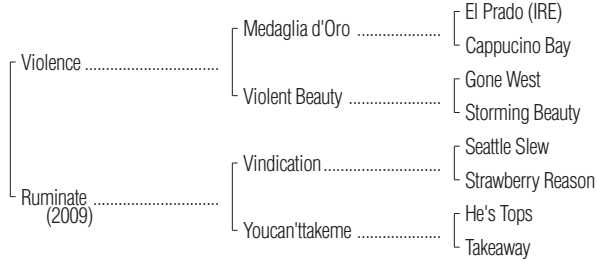 El Prado (IRE)
Medaglia d'Oro ..................
Cappucino Bay
Violence .............................
Gone West
Violent Beauty ....................
Storming Beauty
Seattle Slew
Vindication.........................
Strawberry Reason
Ruminate ...........................
(2009)
He's Tops
Youcan'ttakeme ..................
Takeaway